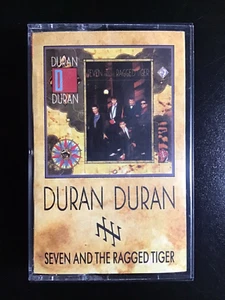 DURAN
DURAN
SEVEN AND THE RAGGED TIGER
DURAN DURAN
SEVEN AND THE RAGGED TIGER